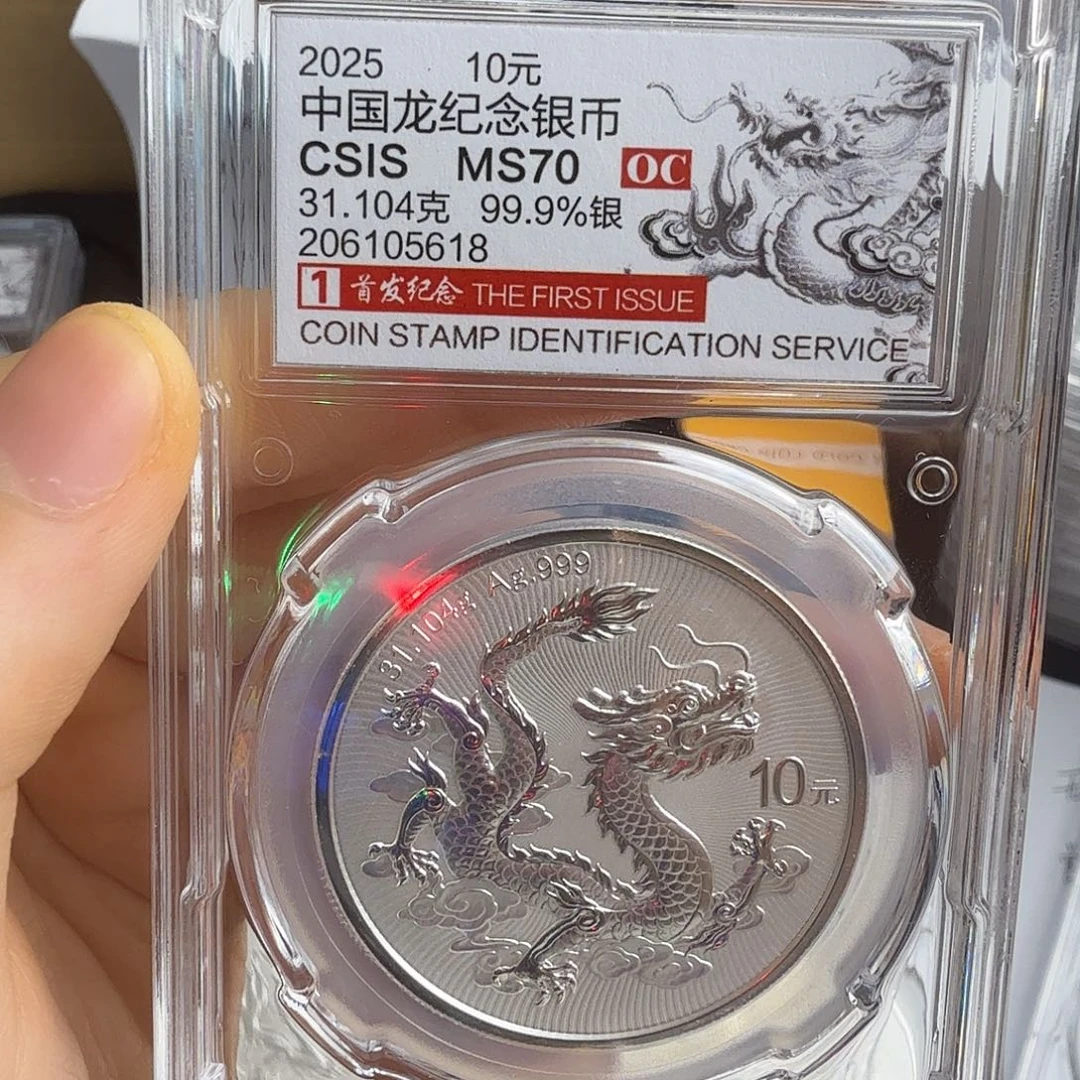 2025 10元
中国龙纪念银币
CSIS MS70 OC
31.104克 99.9%银
206105618
1 首发纪念 THE FIRST ISSUE
COIN STAMP IDENTIFICATION SERVICE
31.104g Ag.999
10元